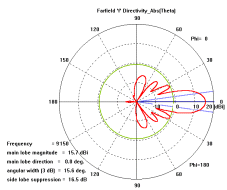 Farfield 'f' Directivity_Abs(Theta)
90
120
60
Phi= 0
150
30
180
10
0
10
20 [dBi]
150
30
Phi=180
120
60
90
Frequency = 9150
main lobe magnitude = 15.7 dBi
main lobe direction = 0.0 deg.
angular width (3 dB) = 15.6 deg.
side lobe suppression = 16.5 dB